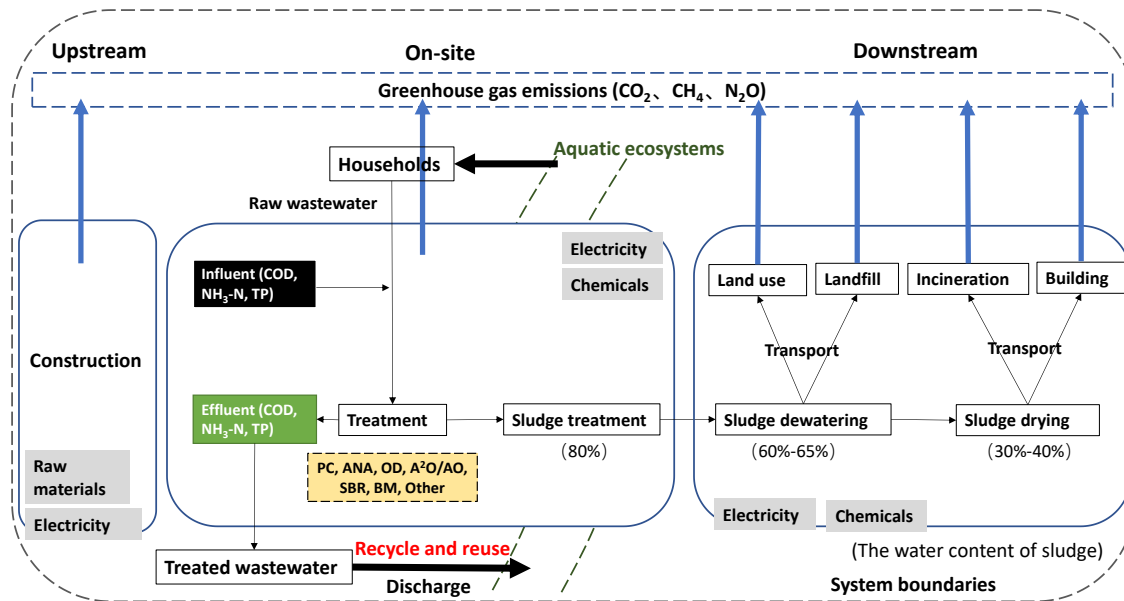 Upstream
On-site
Downstream
Greenhouse gas emissions (CO₂、CH₄、N₂O)
Households
Aquatic ecosystems
Raw wastewater
Electricity
Chemicals
Influent (COD,
NH₃-N, TP)
Land use
Landfill
Incineration
Building
Construction
Transport
Transport
Effluent (COD,
NH₃-N, TP)
Treatment
Sludge treatment
Sludge dewatering
Sludge drying
（80%）
(60%-65%)
(30%-40%)
PC, ANA, OD, A²O/AO,
SBR, BM, Other
Raw
materials
Electricity
Electricity
Chemicals
Treated wastewater
Recycle and reuse
Discharge
(The water content of sludge)
System boundaries